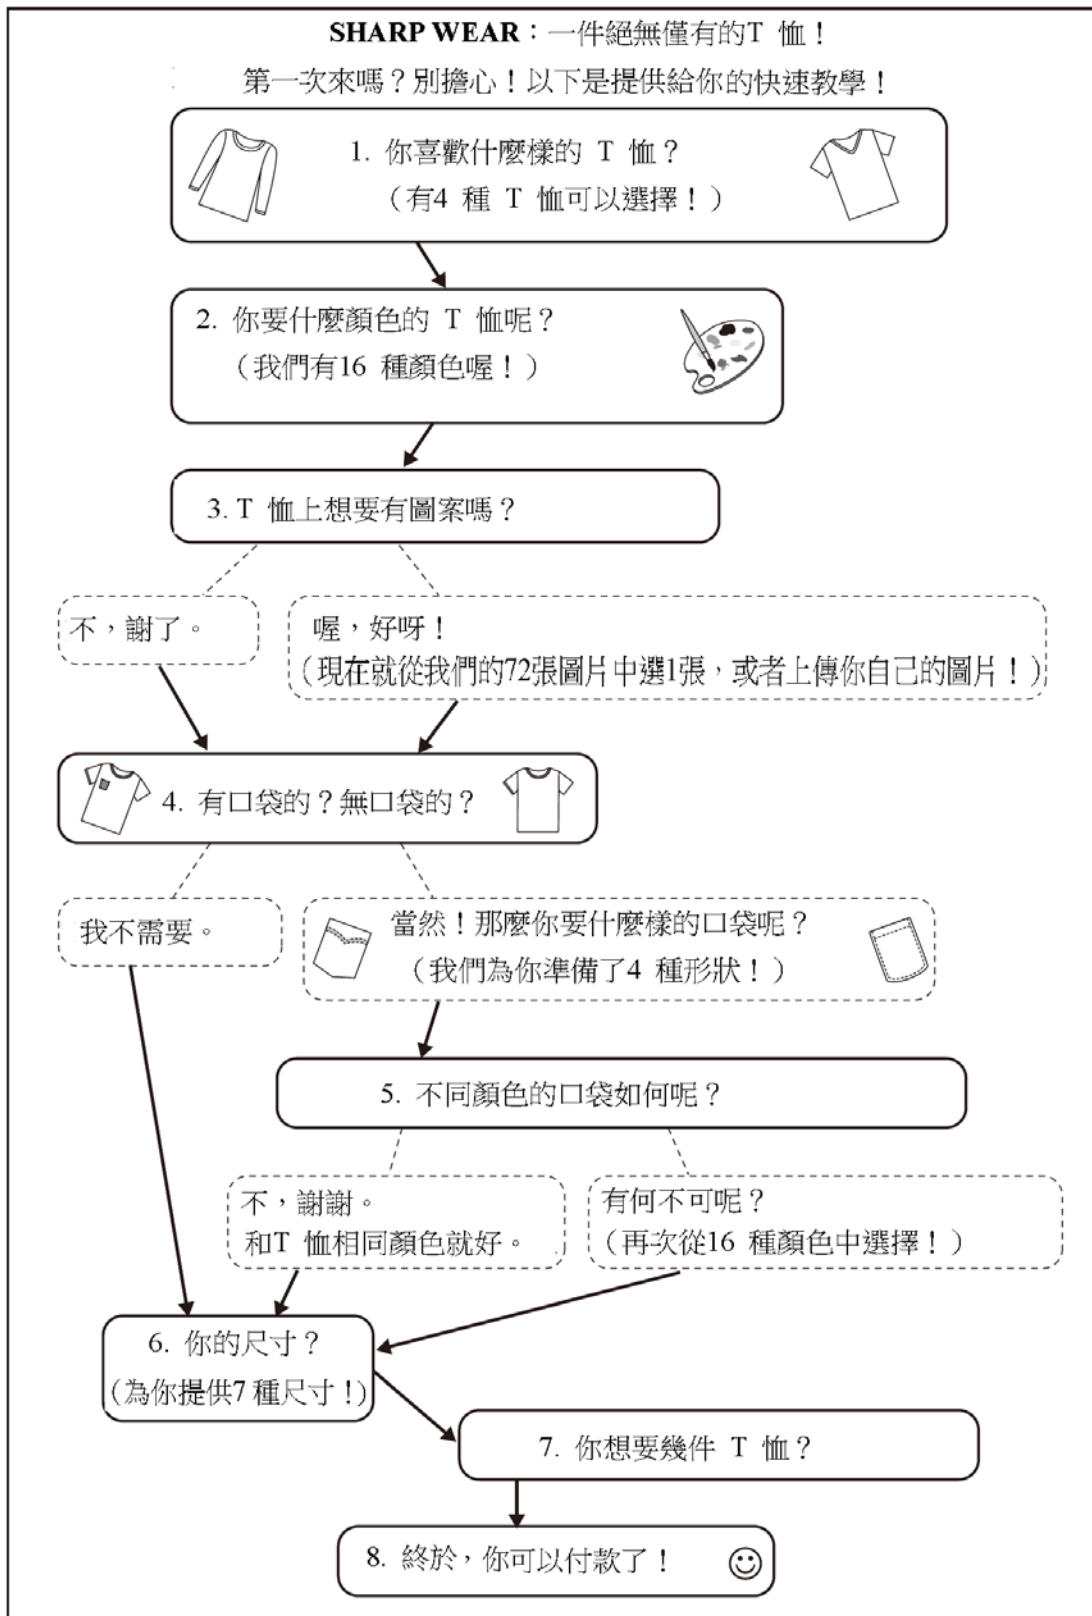 SHARP WEAR：一件絕無僅有的T 恤！
第一次來嗎？別擔心！以下是提供給你的快速教學！
1. 你喜歡什麼樣的 T 恤？
（有4 種 T 恤可以選擇！）
2. 你要什麼顏色的 T 恤呢？
（我們有16 種顏色喔！）
3. T 恤上想要有圖案嗎？
不，謝了。
喔，好呀！
（現在就從我們的72張圖片中選1張，或者上傳你自己的圖片！）
4. 有口袋的？無口袋的？
我不需要。
當然！那麼你要什麼樣的口袋呢？
（我們為你準備了4 種形狀！）
5. 不同顏色的口袋如何呢？
不，謝謝。
和T 恤相同顏色就好。
有何不可呢？
（再次從16 種顏色中選擇！）
6. 你的尺寸？
（為你提供7 種尺寸！）
7. 你想要幾件 T 恤？
8. 終於，你可以付款了！